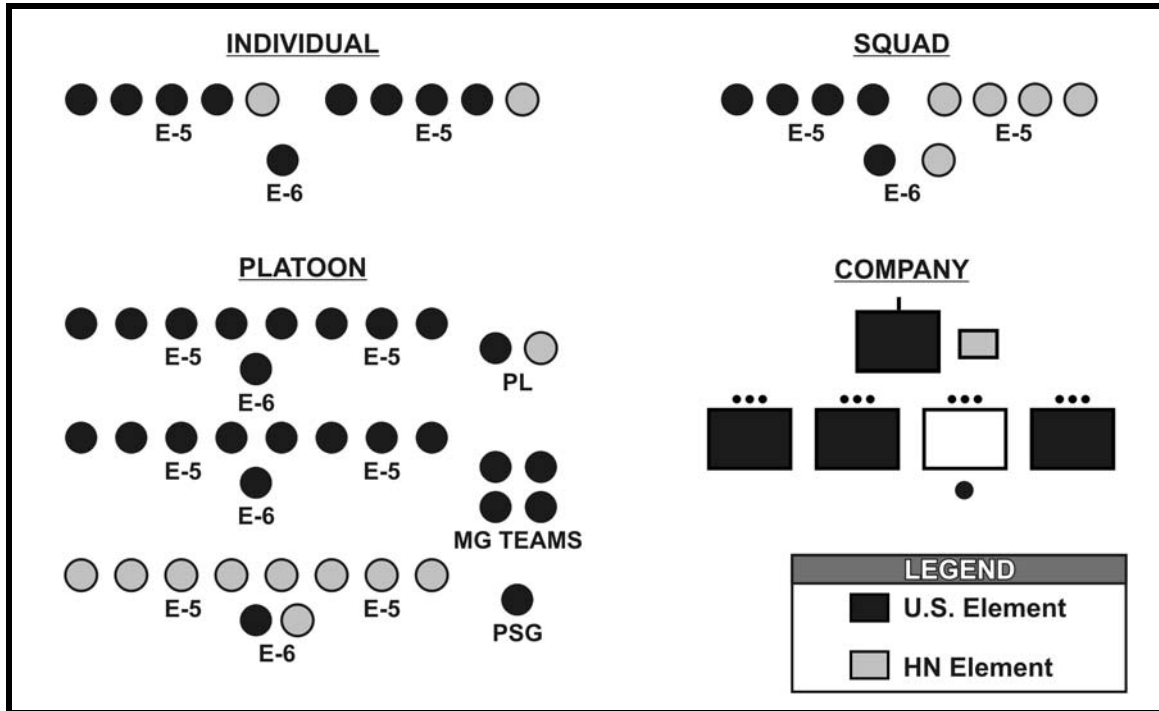 INDIVIDUAL
E-5 E-5
E-6
SQUAD
E-5 E-5
E-6
PLATOON
E-5 E-5
E-6
E-5 E-5
E-6
E-5 E-5
E-6
PL
MG TEAMS
PSG
COMPANY
LEGEND
U.S. Element
HN Element